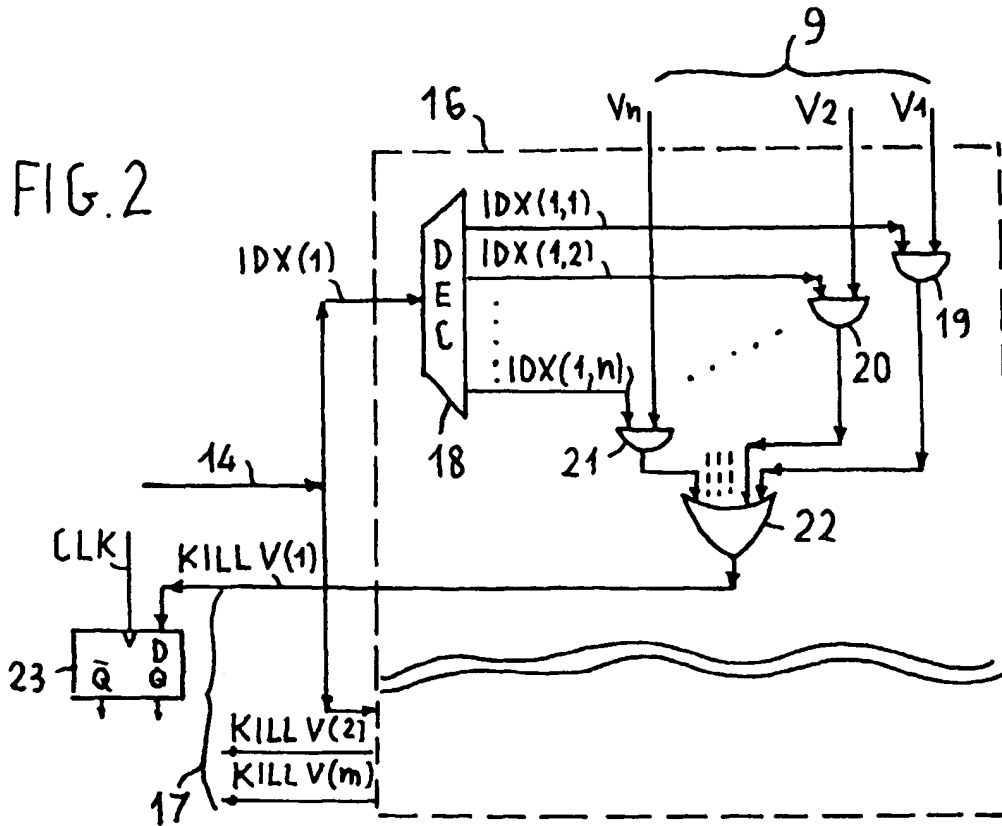 9
16
Vn
V2
V1
FIG.2
IDX(1,1)
IDX(1)
D
E
C
IDX(1,2)
19
20
IDX(1,n)
18
21
14
22
CLK
KILL V(1)
23
D
Q̄
Q
KILL V(2)
KILL V(m)
17